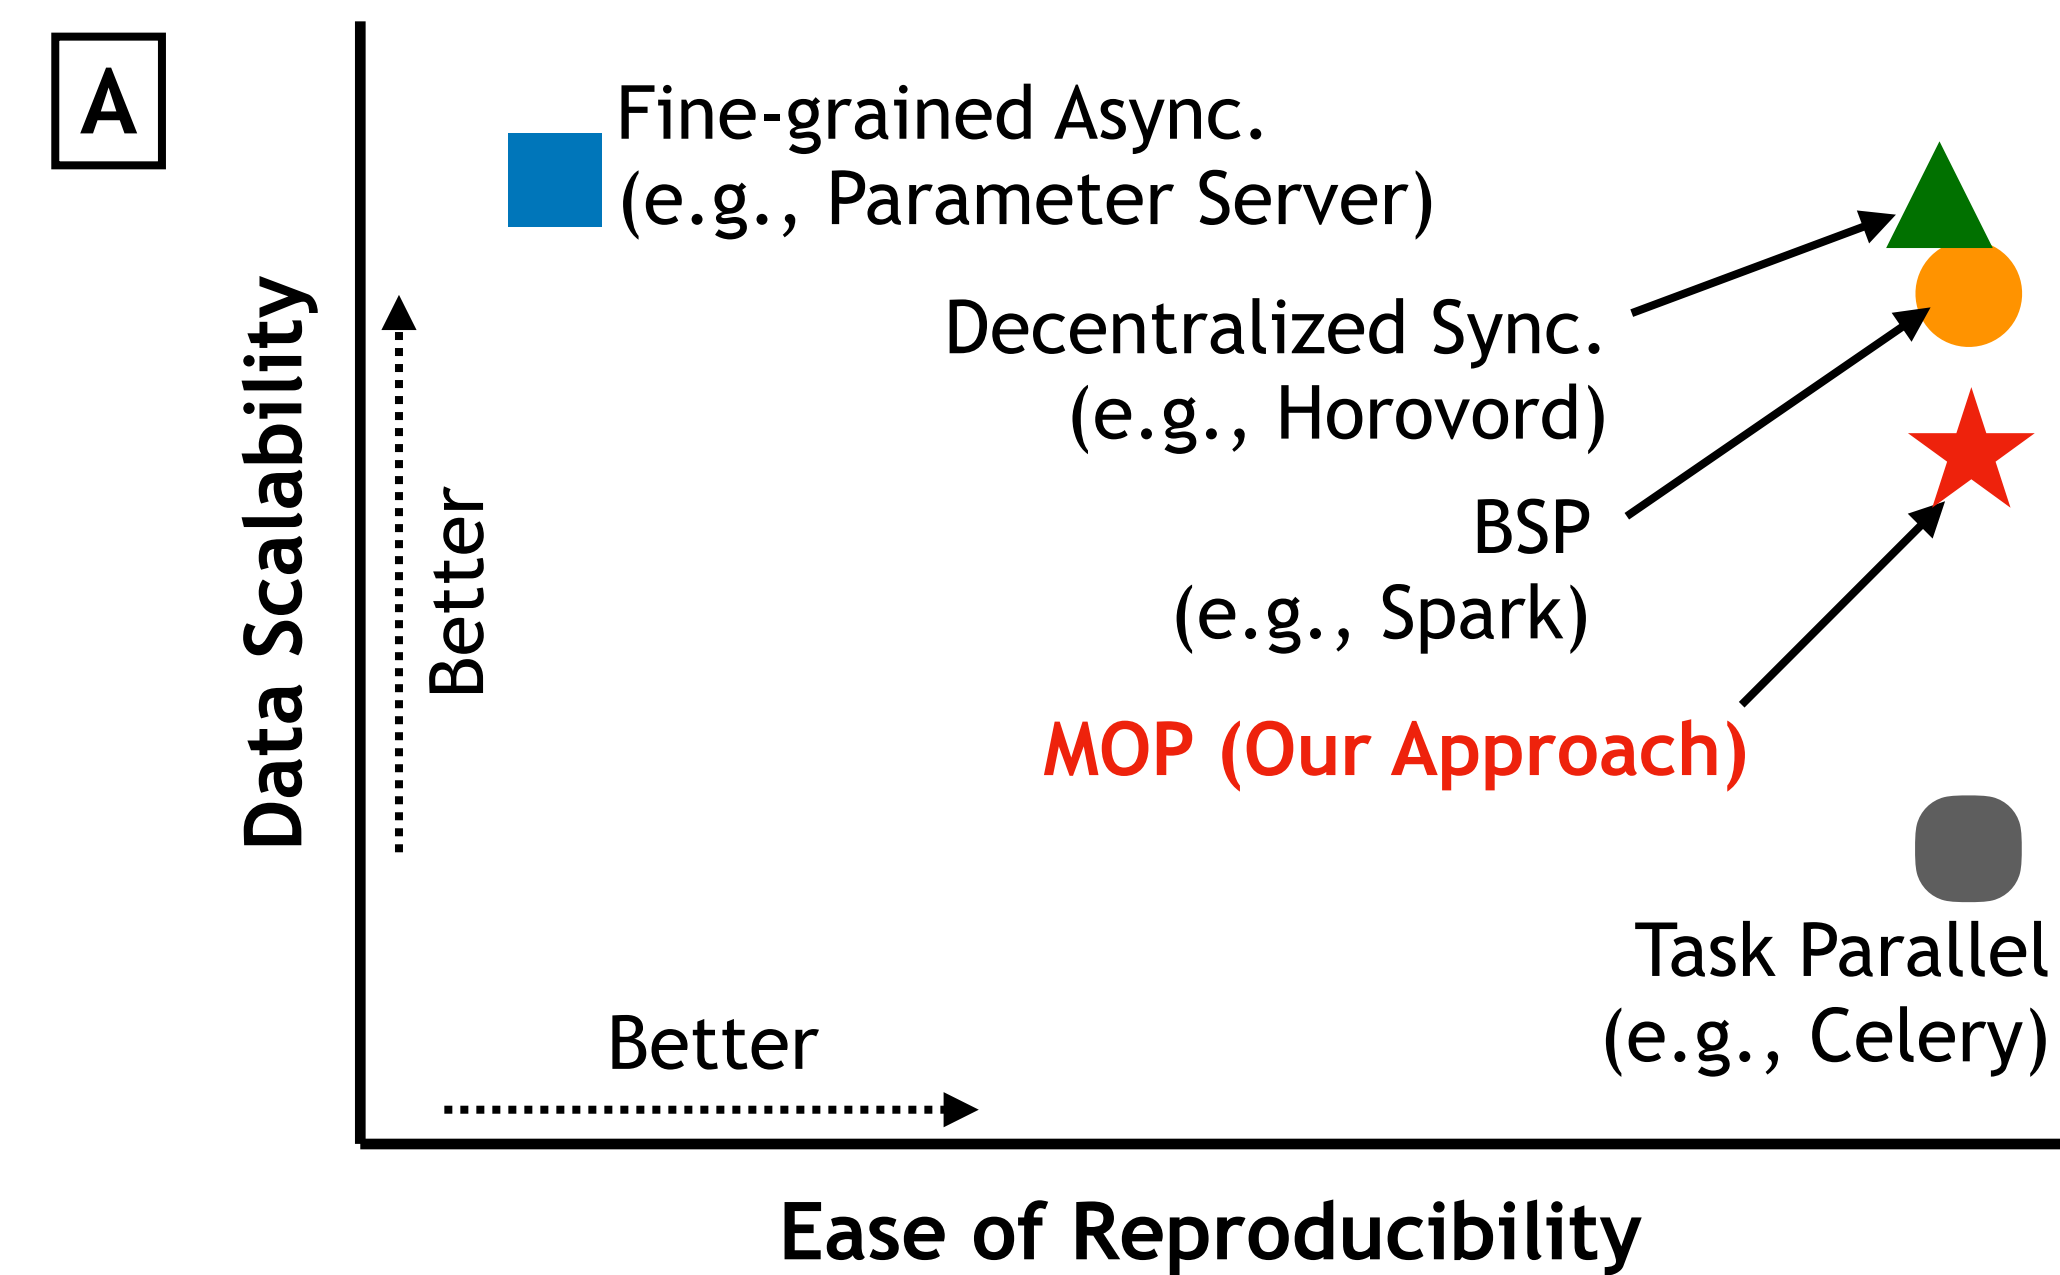 A
Fine-grained Async.
(e.g., Parameter Server)
Decentralized Sync.
(e.g., Horovord)
BSP
(e.g., Spark)
MOP (Our Approach)
Task Parallel
(e.g., Celery)
Data Scalability
Better
Better
Ease of Reproducibility